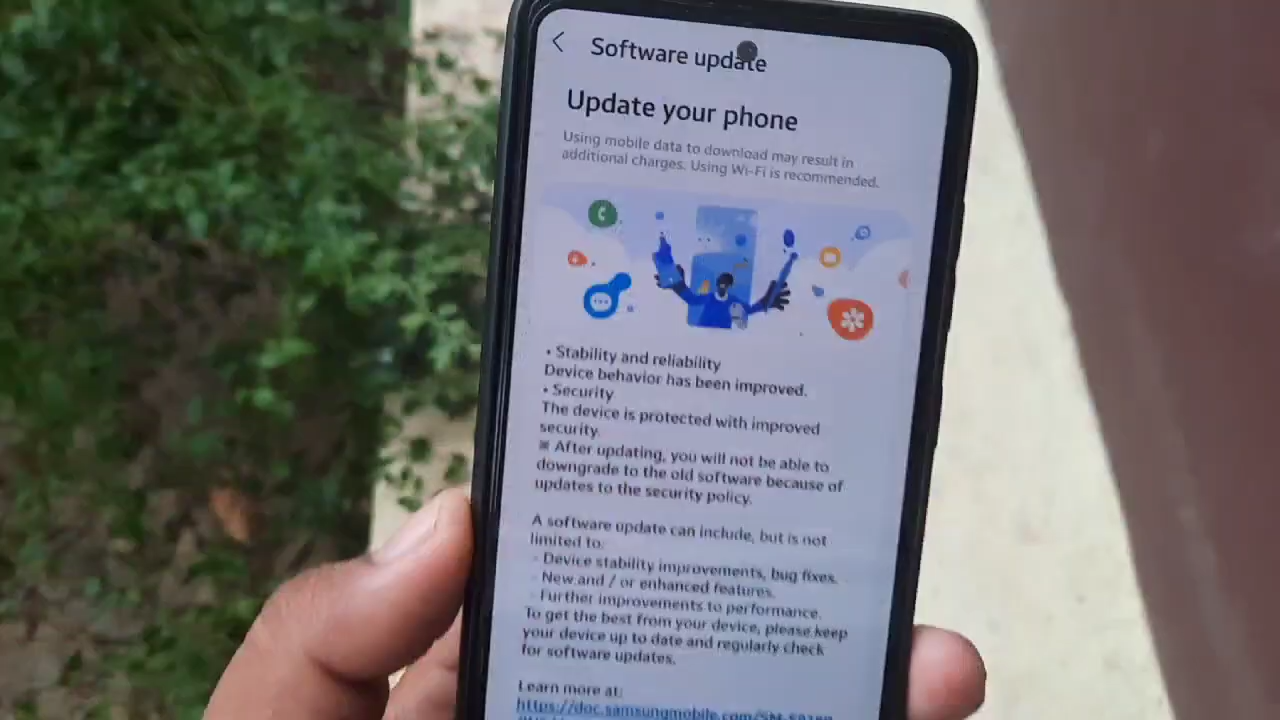 Software update
Update your phone
Using mobile data to download may result in
additional charges. Using Wi-Fi is recommended.
• Stability and reliability
Device behavior has been improved.
• Security
The device is protected with improved
security.
※ After updating, you will not be able to
downgrade to the old software because of
updates to the security policy.
A software update can include, but is not
limited to:
- Device stability improvements, bug fixes.
- New and / or enhanced features.
- Further improvements to performance.
To get the best from your device, please keep
your device up to date and regularly check
for software updates.
Learn more at:
https://doc.samsungmobile.com/